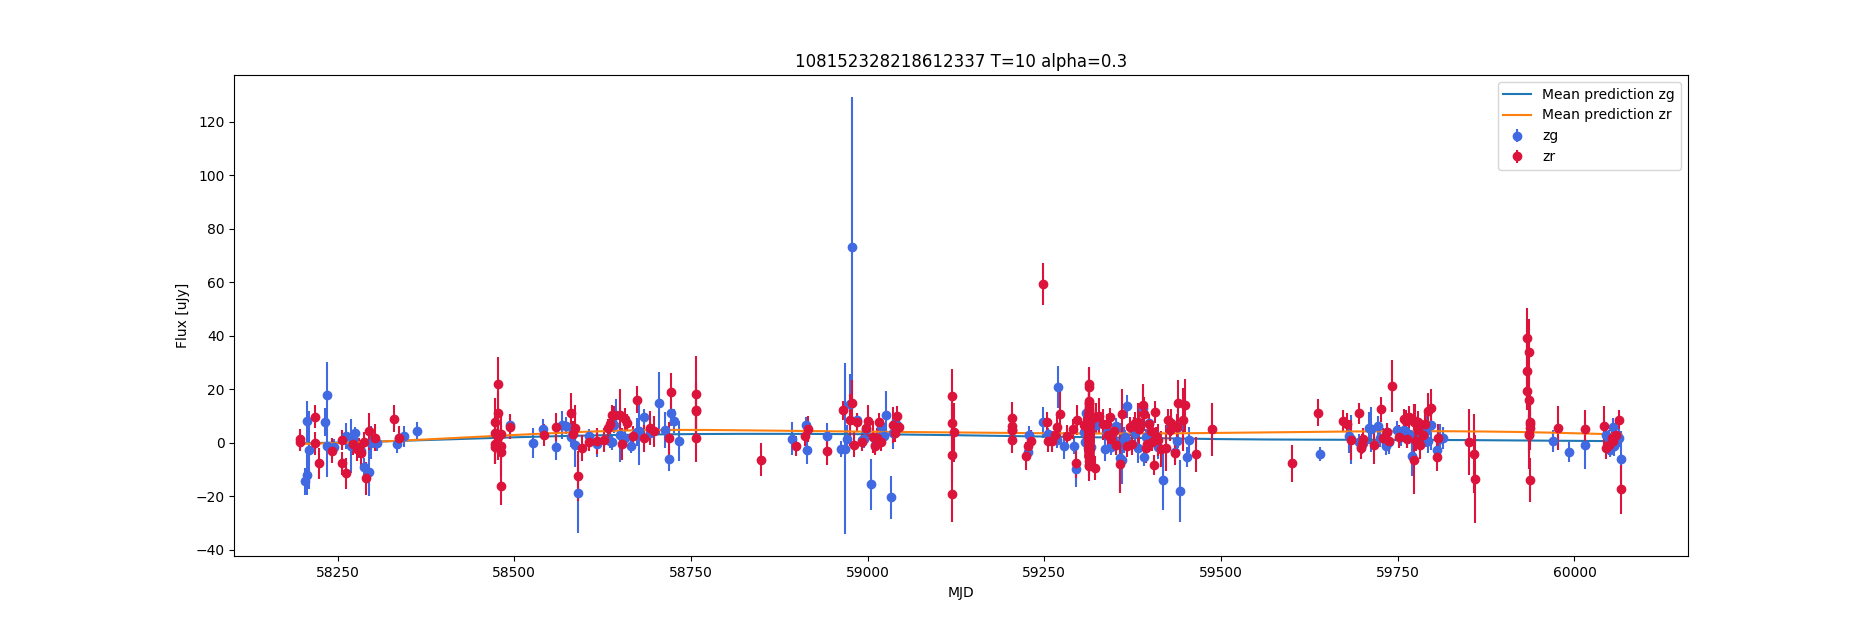 108152328218612337 T=10 alpha=0.3
Mean prediction zg
Mean prediction zr
zg
zr
Flux [uJy]
120
100
80
60
40
20
0
−20
−40
58250 58500 58750 59000 59250 59500 59750 60000
MJD